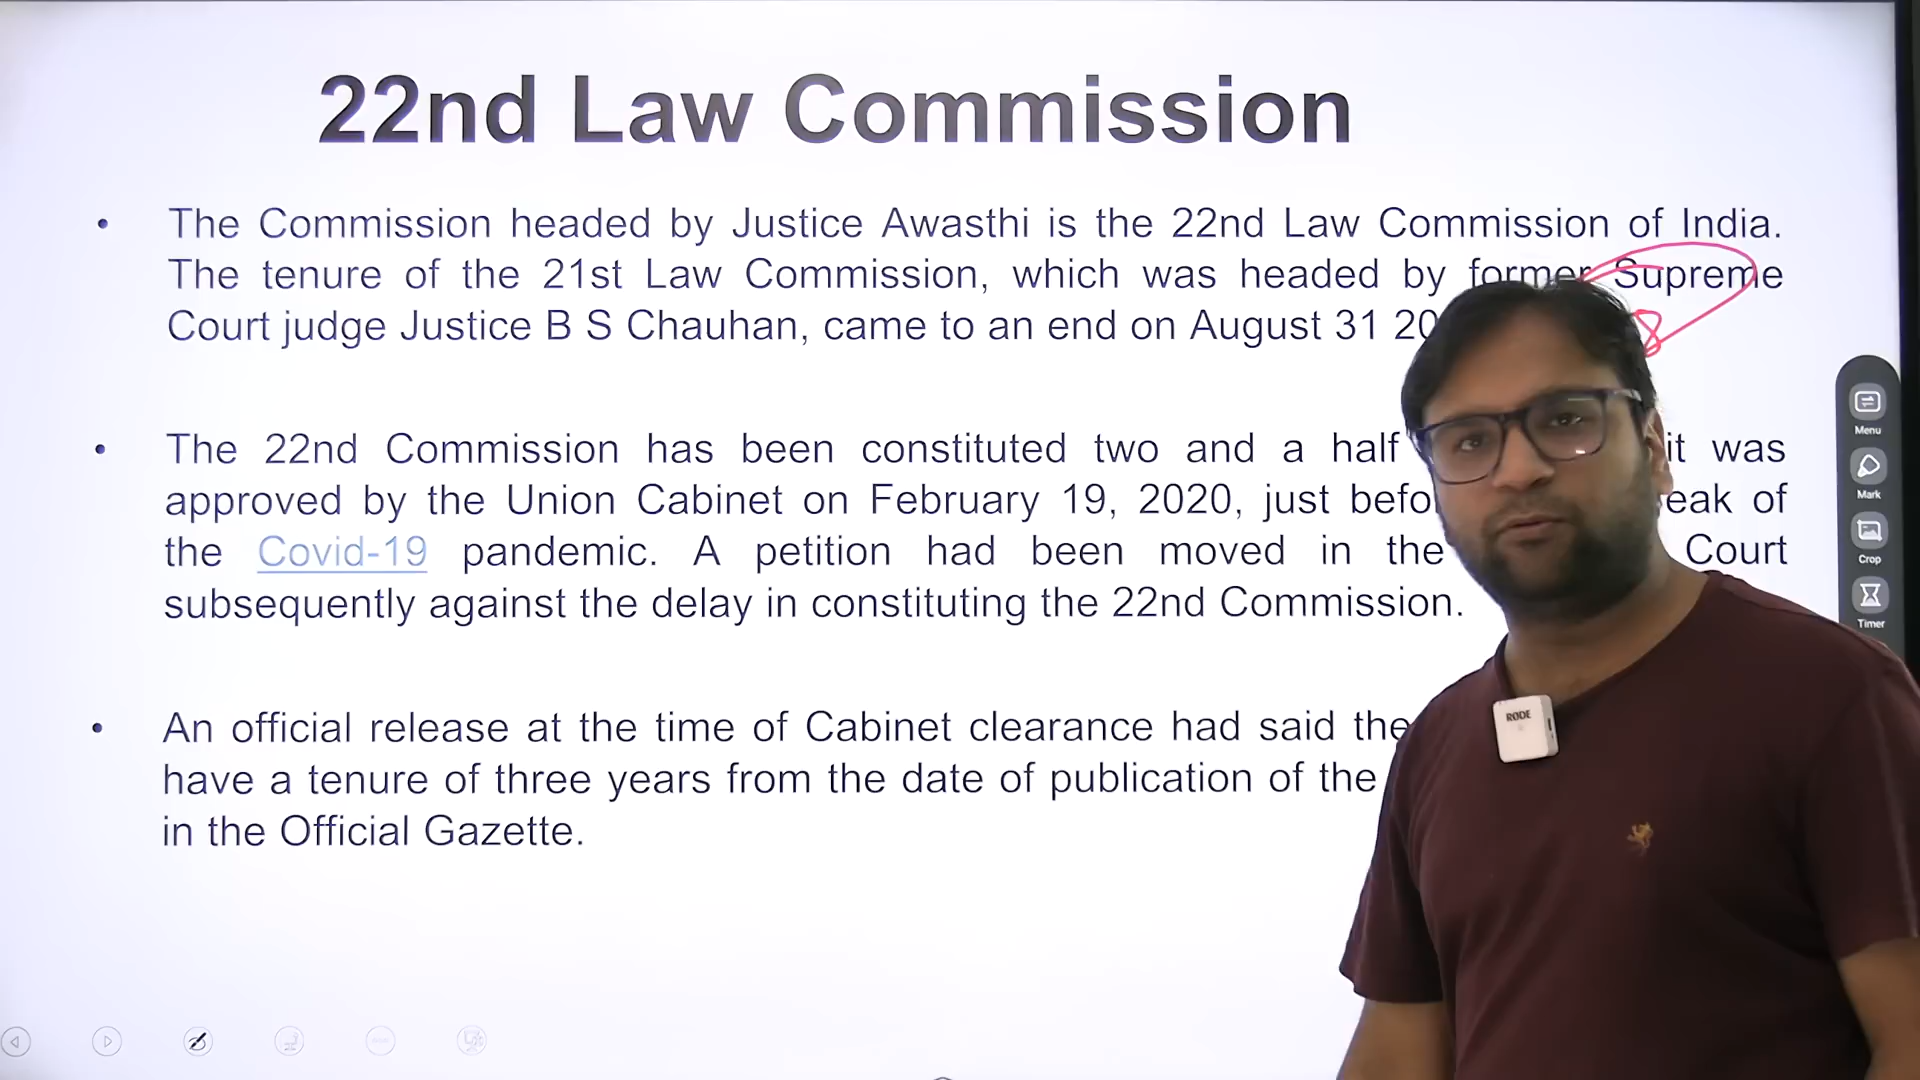 22nd Law Commission
• The Commission headed by Justice Awasthi is the 22nd Law Commission of India.
The tenure of the 21st Law Commission, which was headed by former Supreme
Court judge Justice B S Chauhan, came to an end on August 31 20 8
• The 22nd Commission has been constituted two and a half it was
approved by the Union Cabinet on February 19, 2020, just befo eak of
the Covid-19 pandemic. A petition had been moved in the Court
subsequently against the delay in constituting the 22nd Commission.
• An official release at the time of Cabinet clearance had said the
have a tenure of three years from the date of publication of the
in the Official Gazette.
Menu
Mark
Crop
Timer
RØDE